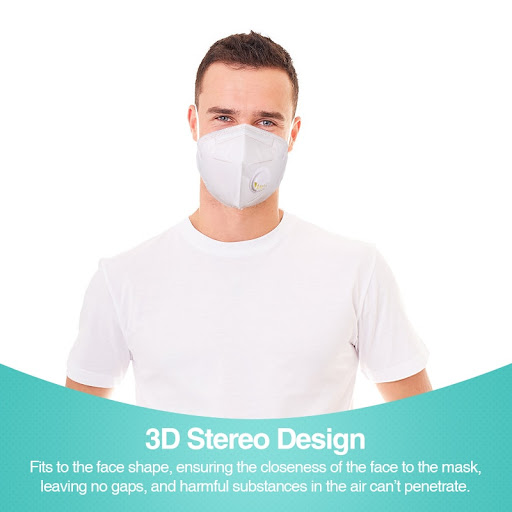 3D Stereo Design
Fits to the face shape, ensuring the closeness of the face to the mask,
leaving no gaps, and harmful substances in the air can't penetrate.